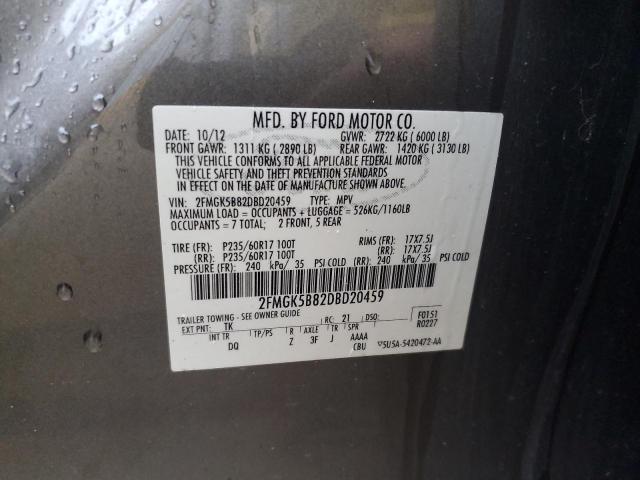 MFD. BY FORD MOTOR CO.
DATE: 10/12 GVWR: 2722 KG ( 6000 LB)
FRONT GAWR: 1311 KG ( 2890 LB) REAR GAWR: 1420 KG ( 3130 LB)
THIS VEHICLE CONFORMS TO ALL APPLICABLE FEDERAL MOTOR
VEHICLE SAFETY AND THEFT PREVENTION STANDARDS
IN EFFECT ON THE DATE OF MANUFACTURE SHOWN ABOVE.
VIN: 2FMGK5B82DBD20459 TYPE: MPV
MAXIMUM LOAD = OCCUPANTS + LUGGAGE = 526KG/1160LB
OCCUPANTS = 7 TOTAL; 2 FRONT, 5 REAR
TIRE (FR): P235/60R17 100T RIMS (FR): 17X7.5J
(RR): P235/60R17 100T (RR): 17X7.5J
PRESSURE (FR): 240 kPa/ 35 PSI COLD (RR): 240 kPa/ 35 PSI COLD
2FMGK5B82DBD20459
TRAILER TOWING - SEE OWNER GUIDE F0151
EXT PNT: TK RC: 21 DSO: R0227
INT TR TP/PS R AXLE TR SPR
DQ Z 3F J AAAA
CBU 5U5A-5420472-AA